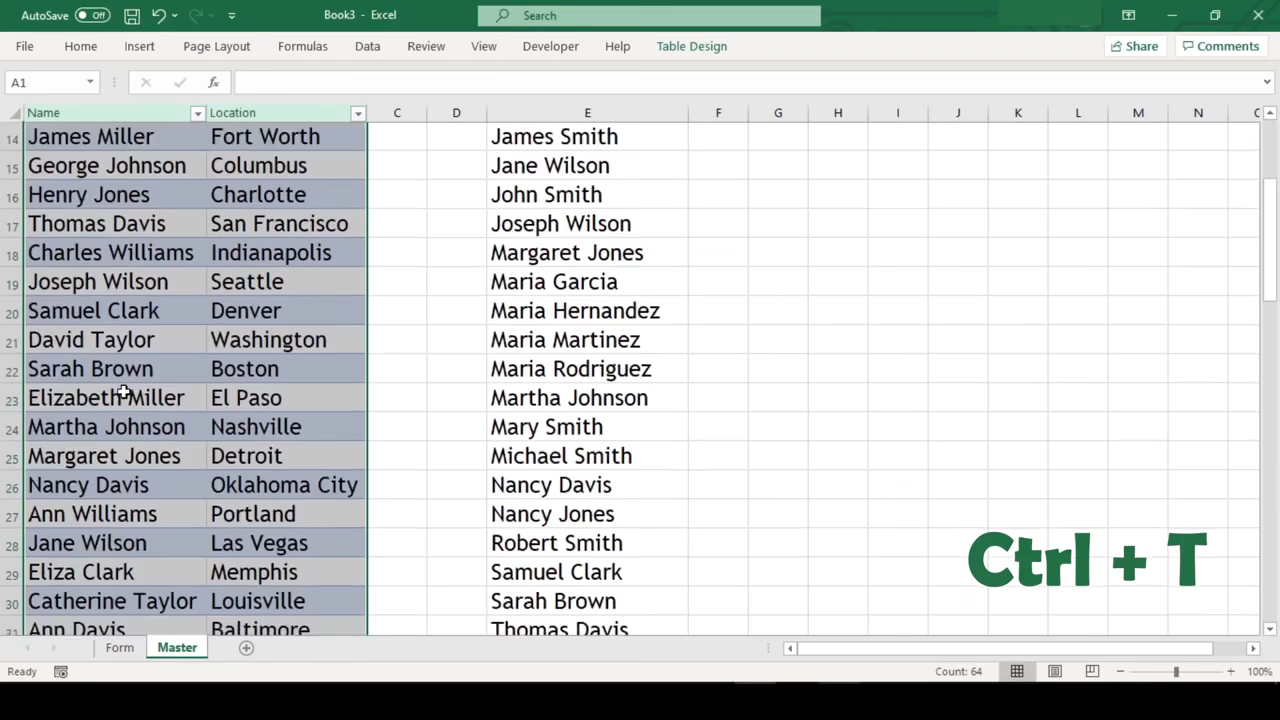 AutoSave Off Book3 - Excel Search
File Home Insert Page Layout Formulas Data Review View Developer Help Table Design Share Comments
A1 fx
Name Location C D E F G H I J K L M N C
14 James Miller Fort Worth James Smith
15 George Johnson Columbus Jane Wilson
16 Henry Jones Charlotte John Smith
17 Thomas Davis San Francisco Joseph Wilson
18 Charles Williams Indianapolis Margaret Jones
19 Joseph Wilson Seattle Maria Garcia
20 Samuel Clark Denver Maria Hernandez
21 David Taylor Washington Maria Martinez
22 Sarah Brown Boston Maria Rodriguez
23 Elizabeth Miller El Paso Martha Johnson
24 Martha Johnson Nashville Mary Smith
25 Margaret Jones Detroit Michael Smith
26 Nancy Davis Oklahoma City Nancy Davis
27 Ann Williams Portland Nancy Jones
28 Jane Wilson Las Vegas Robert Smith
Ctrl + T
29 Eliza Clark Memphis Samuel Clark
30 Catherine Taylor Louisville Sarah Brown
31 Ann Davis Baltimore Thomas Davis
Form Master
Ready Count: 64 100%